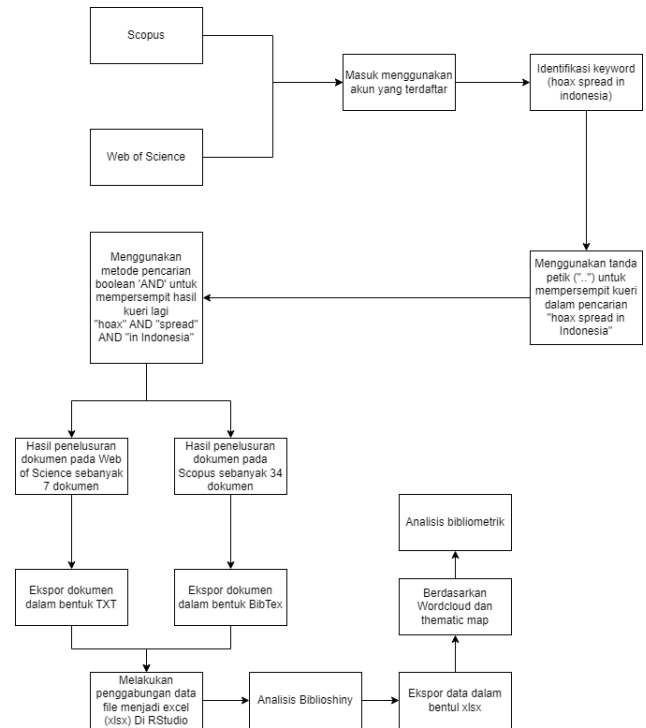 Scopus
Web of Science
Masuk menggunakan
akun yang terdaftar
Identifikasi keyword
(hoax spread in
indonesia)
Menggunakan tanda
petik ("..") untuk
mempersempit kueri
dalam pencarian
"hoax spread in
Indonesia"
Menggunakan
metode pencarian
boolean 'AND' untuk
mempersempit hasil
kueri lagi
"hoax" AND "spread"
AND "in Indonesia"
Hasil penelusuran
dokumen pada Web
of Science sebanyak
7 dokumen
Hasil penelusuran
dokumen pada
Scopus sebanyak 34
dokumen
Ekspor dokumen
dalam bentuk TXT
Ekspor dokumen
dalam bentuk BibTex
Melakukan
penggabungan data
file menjadi excel
(xlsx) Di RStudio
Analisis Biblioshiny
Ekspor data dalam
bentul xlsx
Berdasarkan
Wordcloud dan
thematic map
Analisis bibliometrik